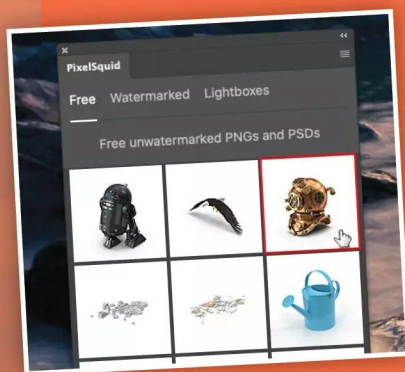 PixelSquid
Free Watermarked Lightboxes
Free unwatermarked PNGs and PSDs